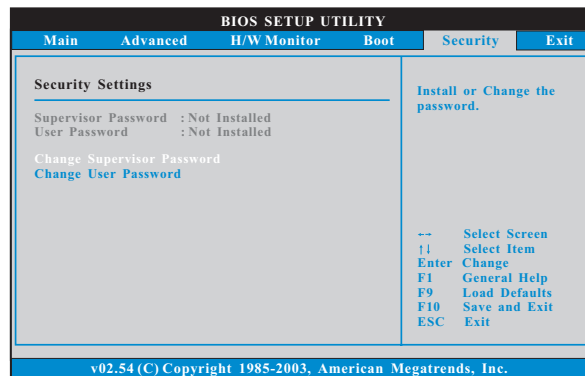 BIOS SETUP UTILITY
Main Advanced H/W Monitor Boot Security Exit
Security Settings
Supervisor Password : Not Installed
User Password : Not Installed
Change Supervisor Password
Change User Password
Install or Change the
password.
←→ Select Screen
↑↓ Select Item
Enter Change
F1 General Help
F9 Load Defaults
F10 Save and Exit
ESC Exit
v02.54 (C) Copyright 1985-2003, American Megatrends, Inc.